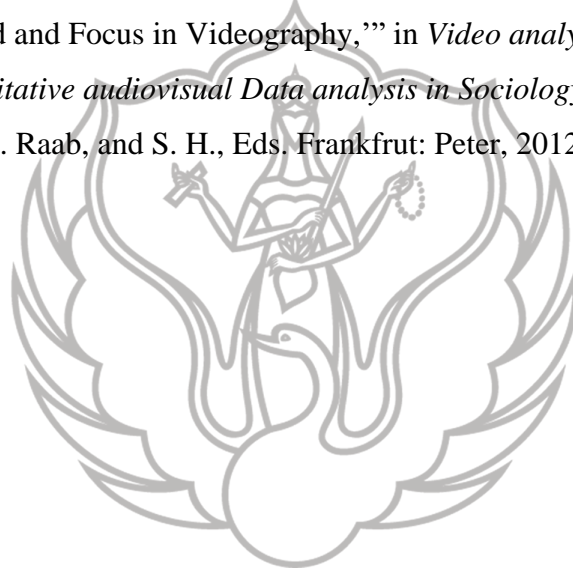 d and Focus in Videography,’” in Video analy
itative audiovisual Data analysis in Sociology
. Raab, and S. H., Eds. Frankfrut: Peter, 2012